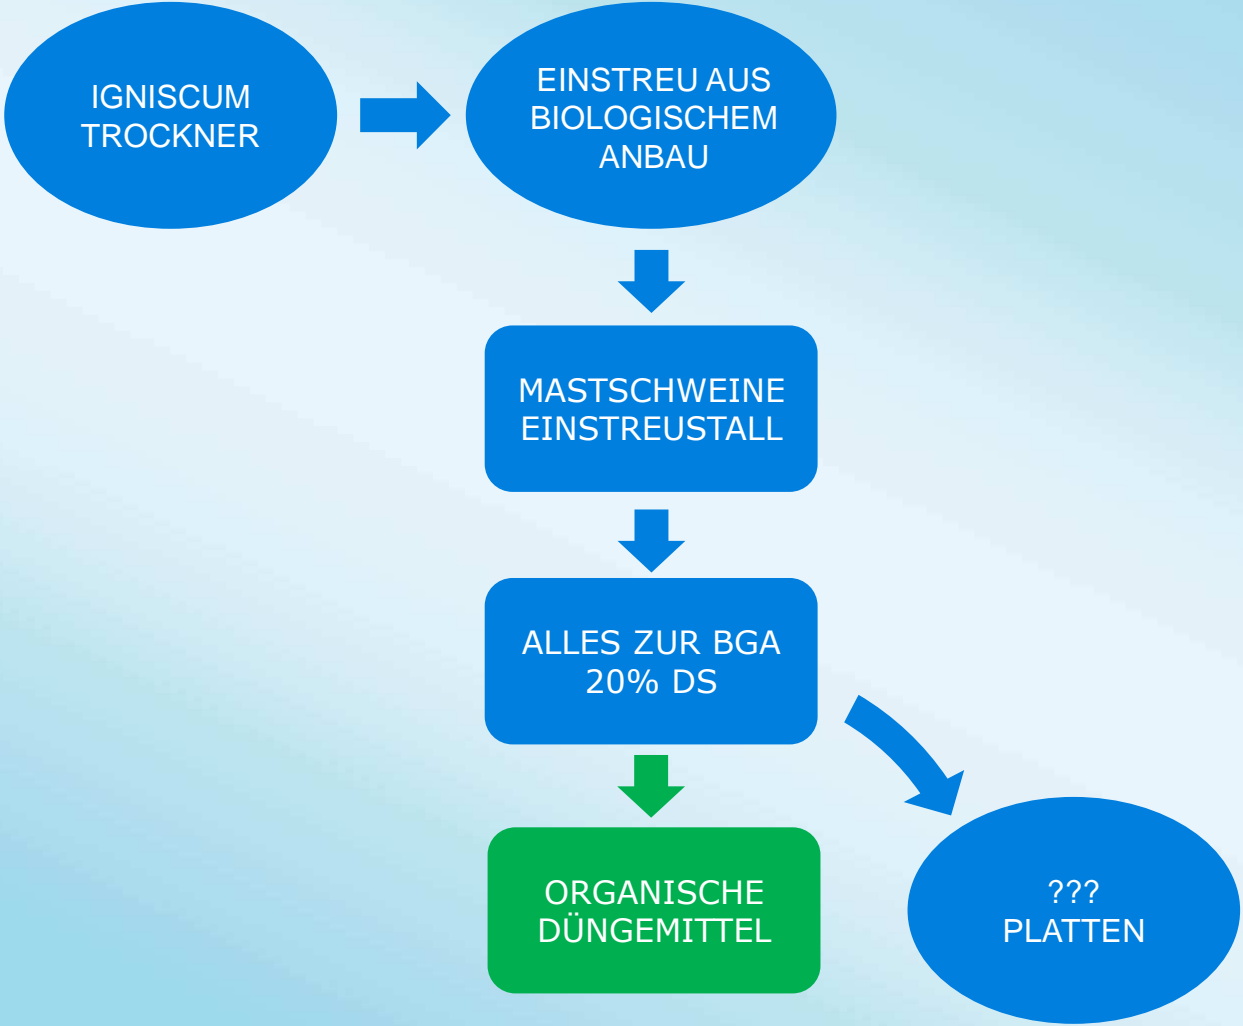 IGNISCUM
TROCKNER
EINSTREU AUS
BIOLOGISCHEM
ANBAU
MASTSCHWEINE
EINSTREUSTALL
ALLES ZUR BGA
20% DS
ORGANISCHE
DÜNGEMITTEL
???
PLATTEN